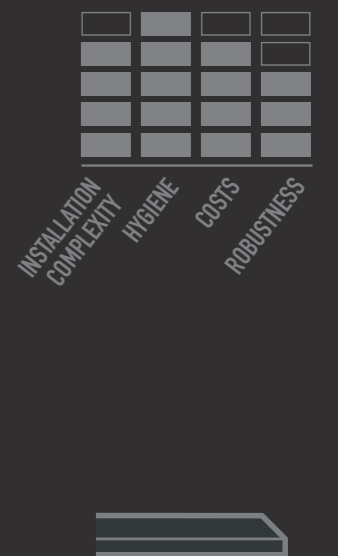 INSTALLATION
COMPLEXITY
HYGIENE
COSTS
ROBUSTNESS